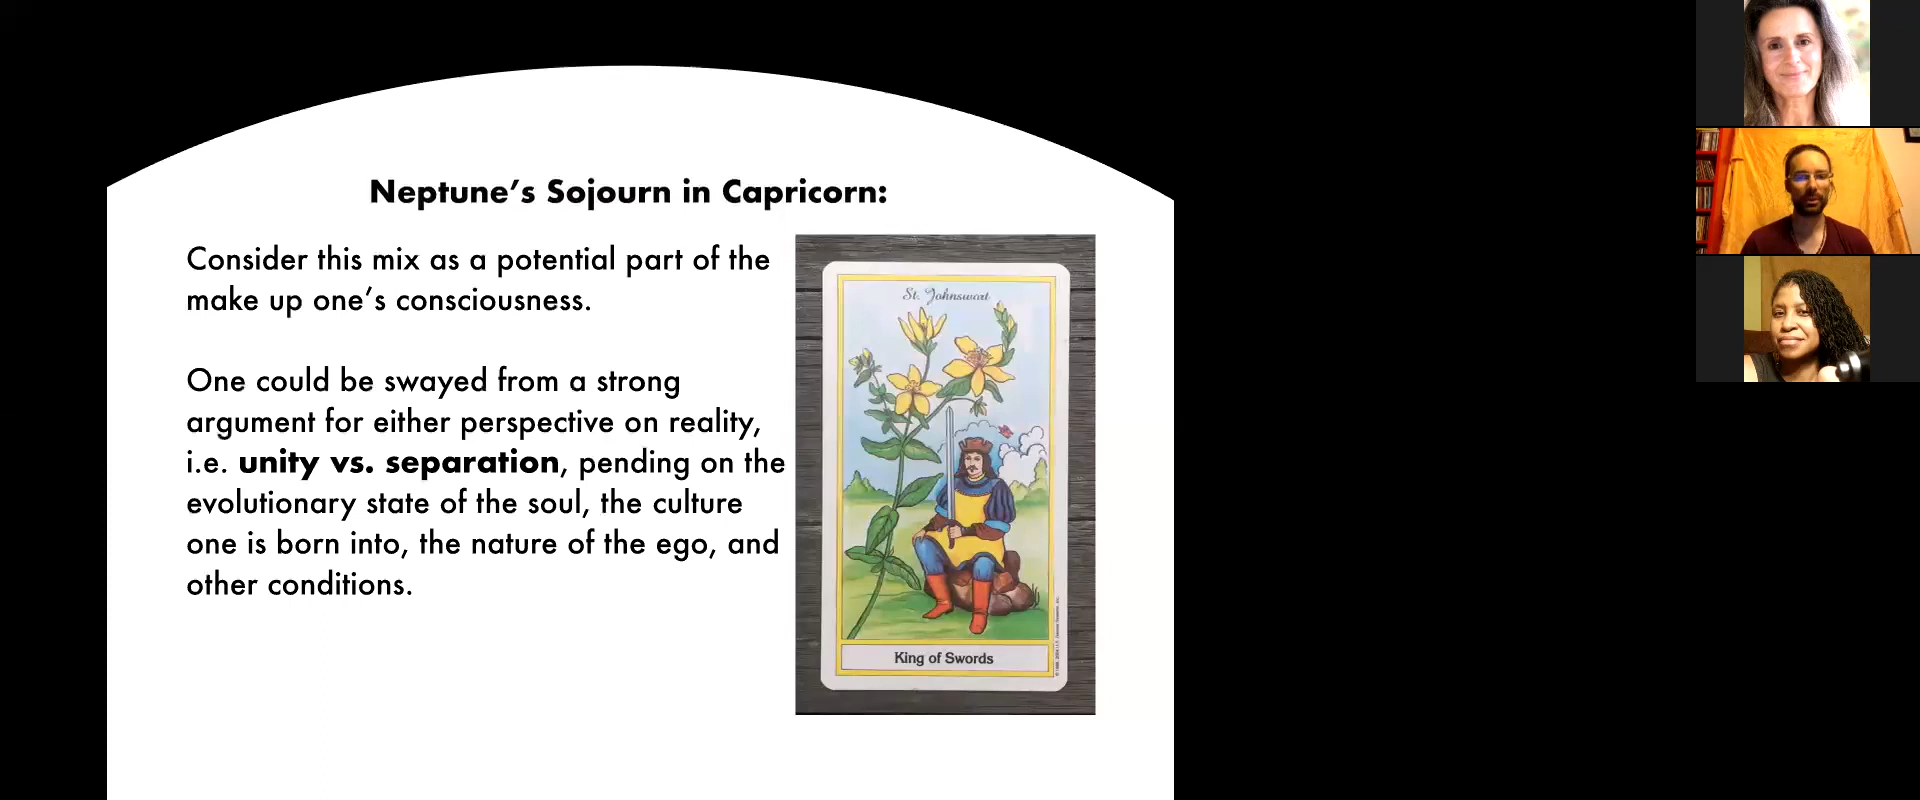 Neptune's Sojourn in Capricorn:
Consider this mix as a potential part of the
make up one's consciousness.
One could be swayed from a strong
argument for either perspective on reality,
i.e. unity vs. separation, pending on the
evolutionary state of the soul, the culture
one is born into, the nature of the ego, and
other conditions.
St. Johnswort
King of Swords